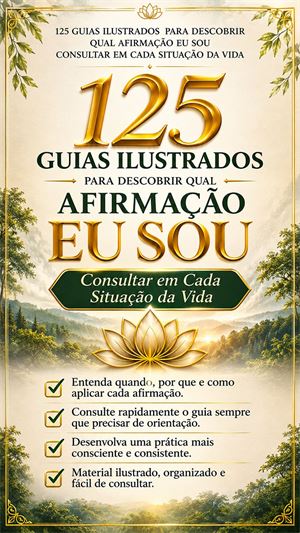 125 GUIAS ILUSTRADOS PARA DESCOBRIR
QUAL AFIRMAÇÃO EU SOU
CONSULTAR EM CADA SITUAÇÃO DA VIDA
125
GUIAS ILUSTRADOS
PARA DESCOBRIR QUAL
AFIRMAÇÃO
EU SOU
Consultar em Cada
Situação da Vida
Entenda quando, por que e como
aplicar cada afirmação.
Consulte rapidamente o guia sempre
que precisar de orientação.
Desenvolva uma prática mais
consciente e consistente.
Material ilustrado, organizado e
fácil de consultar.